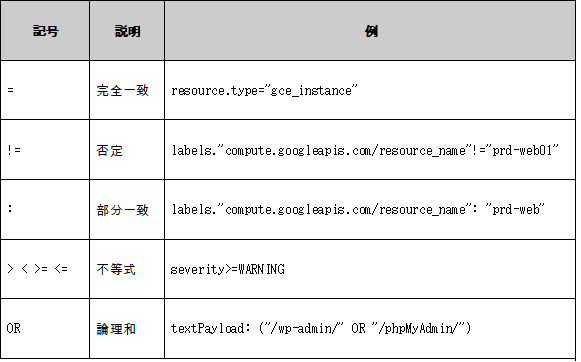 記号 説明 例
= 完全一致 resource.type="gce_instance"
!= 否定 labels."compute.googleapis.com/resource_name"!="prd-web01"
: 部分一致 labels."compute.googleapis.com/resource_name": "prd-web"
> < >= <= 不等式 severity>=WARNING
OR 論理和 textPayload: ("/wp-admin/" OR "/phpMyAdmin/")